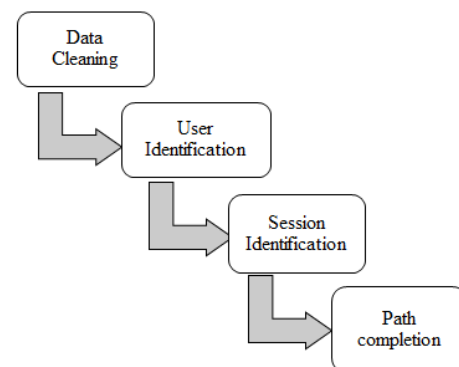 Data
Cleaning
User
Identification
Session
Identification
Path
completion